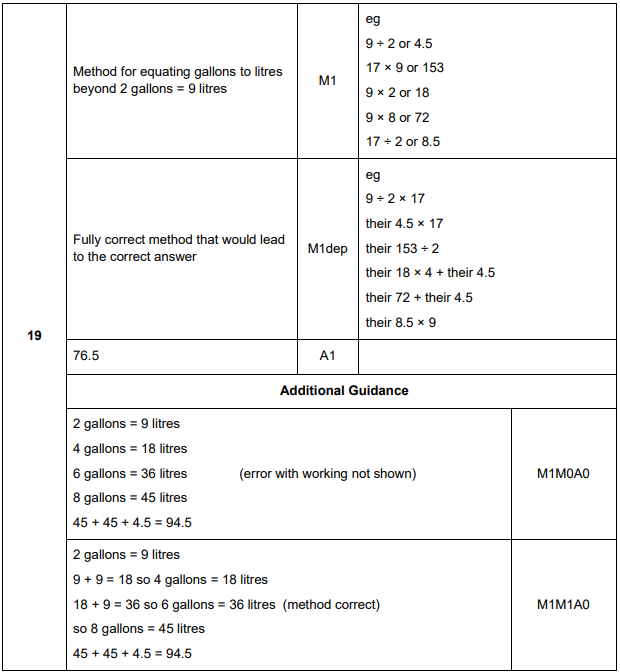 19
Method for equating gallons to litres
beyond 2 gallons = 9 litres
M1
eg
9 ÷ 2 or 4.5
17 × 9 or 153
9 × 2 or 18
9 × 8 or 72
17 ÷ 2 or 8.5
Fully correct method that would lead
to the correct answer
M1dep
eg
9 ÷ 2 × 17
their 4.5 × 17
their 153 ÷ 2
their 18 × 4 + their 4.5
their 72 + their 4.5
their 8.5 × 9
76.5
A1
Additional Guidance
2 gallons = 9 litres
4 gallons = 18 litres
6 gallons = 36 litres (error with working not shown)
8 gallons = 45 litres
45 + 45 + 4.5 = 94.5
M1M0A0
2 gallons = 9 litres
9 + 9 = 18 so 4 gallons = 18 litres
18 + 9 = 36 so 6 gallons = 36 litres (method correct)
so 8 gallons = 45 litres
45 + 45 + 4.5 = 94.5
M1M1A0